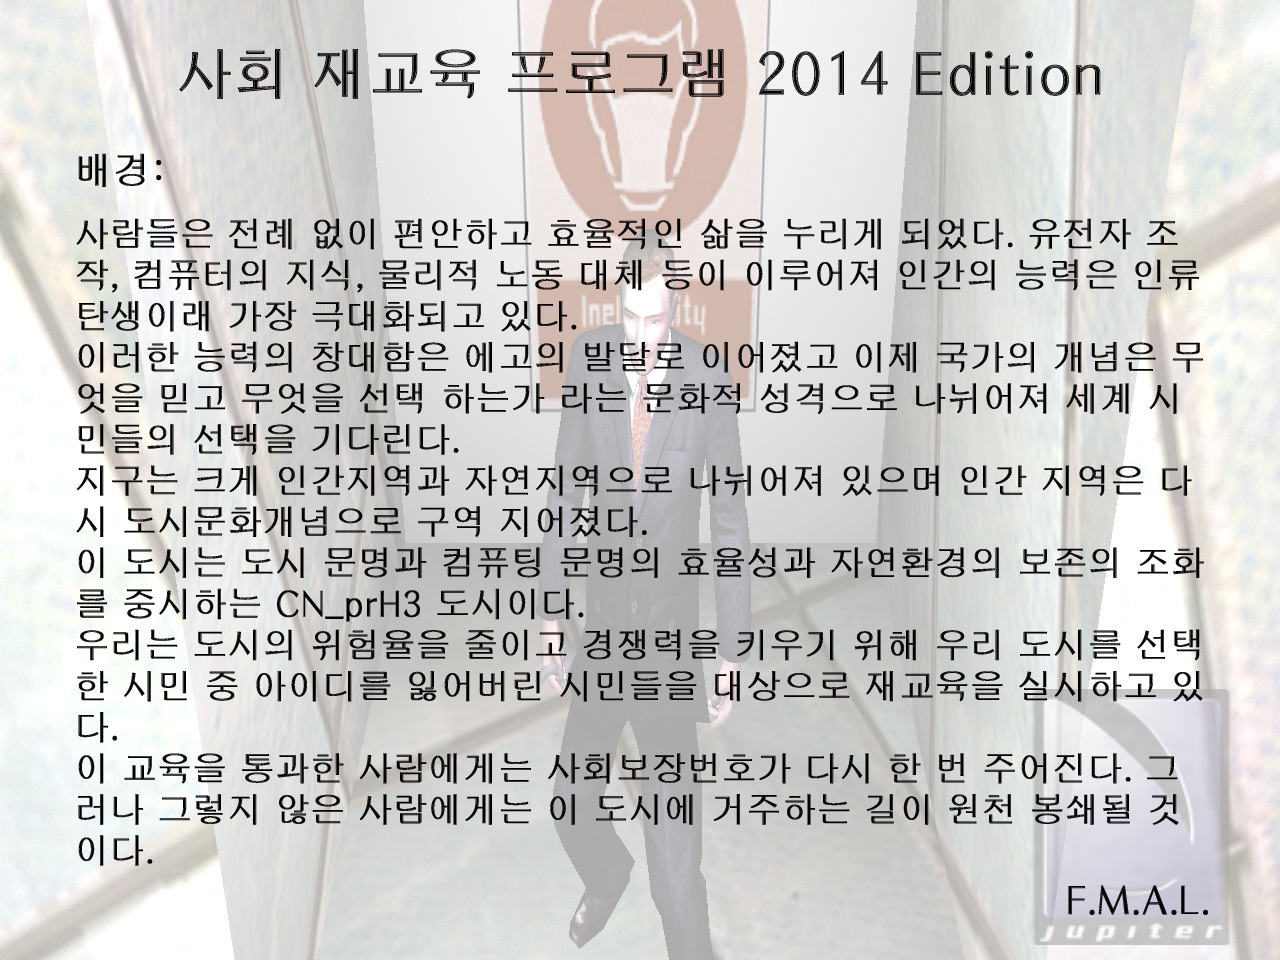 사회 재교육 프로그램 2014 Edition
배경:
사람들은 전례 없이 편안하고 효율적인 삶을 누리게 되었다. 유전자 조
작, 컴퓨터의 지식, 물리적 노동 대체 등이 이루어져 인간의 능력은 인류
탄생이래 가장 극대화되고 있다.
이러한 능력의 창대함은 에고의 발달로 이어졌고 이제 국가의 개념은 무
엇을 믿고 무엇을 선택 하는가 라는 문화적 성격으로 나뉘어져 세계 시
민들의 선택을 기다린다.
지구는 크게 인간지역과 자연지역으로 나뉘어져 있으며 인간 지역은 다
시 도시문화개념으로 구역 지어졌다.
이 도시는 도시 문명과 컴퓨팅 문명의 효율성과 자연환경의 보존의 조화
를 중시하는 CN_prH3 도시이다.
우리는 도시의 위험율을 줄이고 경쟁력을 키우기 위해 우리 도시를 선택
한 시민 중 아이디를 잃어버린 시민들을 대상으로 재교육을 실시하고 있
다.
이 교육을 통과한 사람에게는 사회보장번호가 다시 한 번 주어진다. 그
러나 그렇지 않은 사람에게는 이 도시에 거주하는 길이 원천 봉쇄될 것
이다.
F.M.A.L.
jupiter